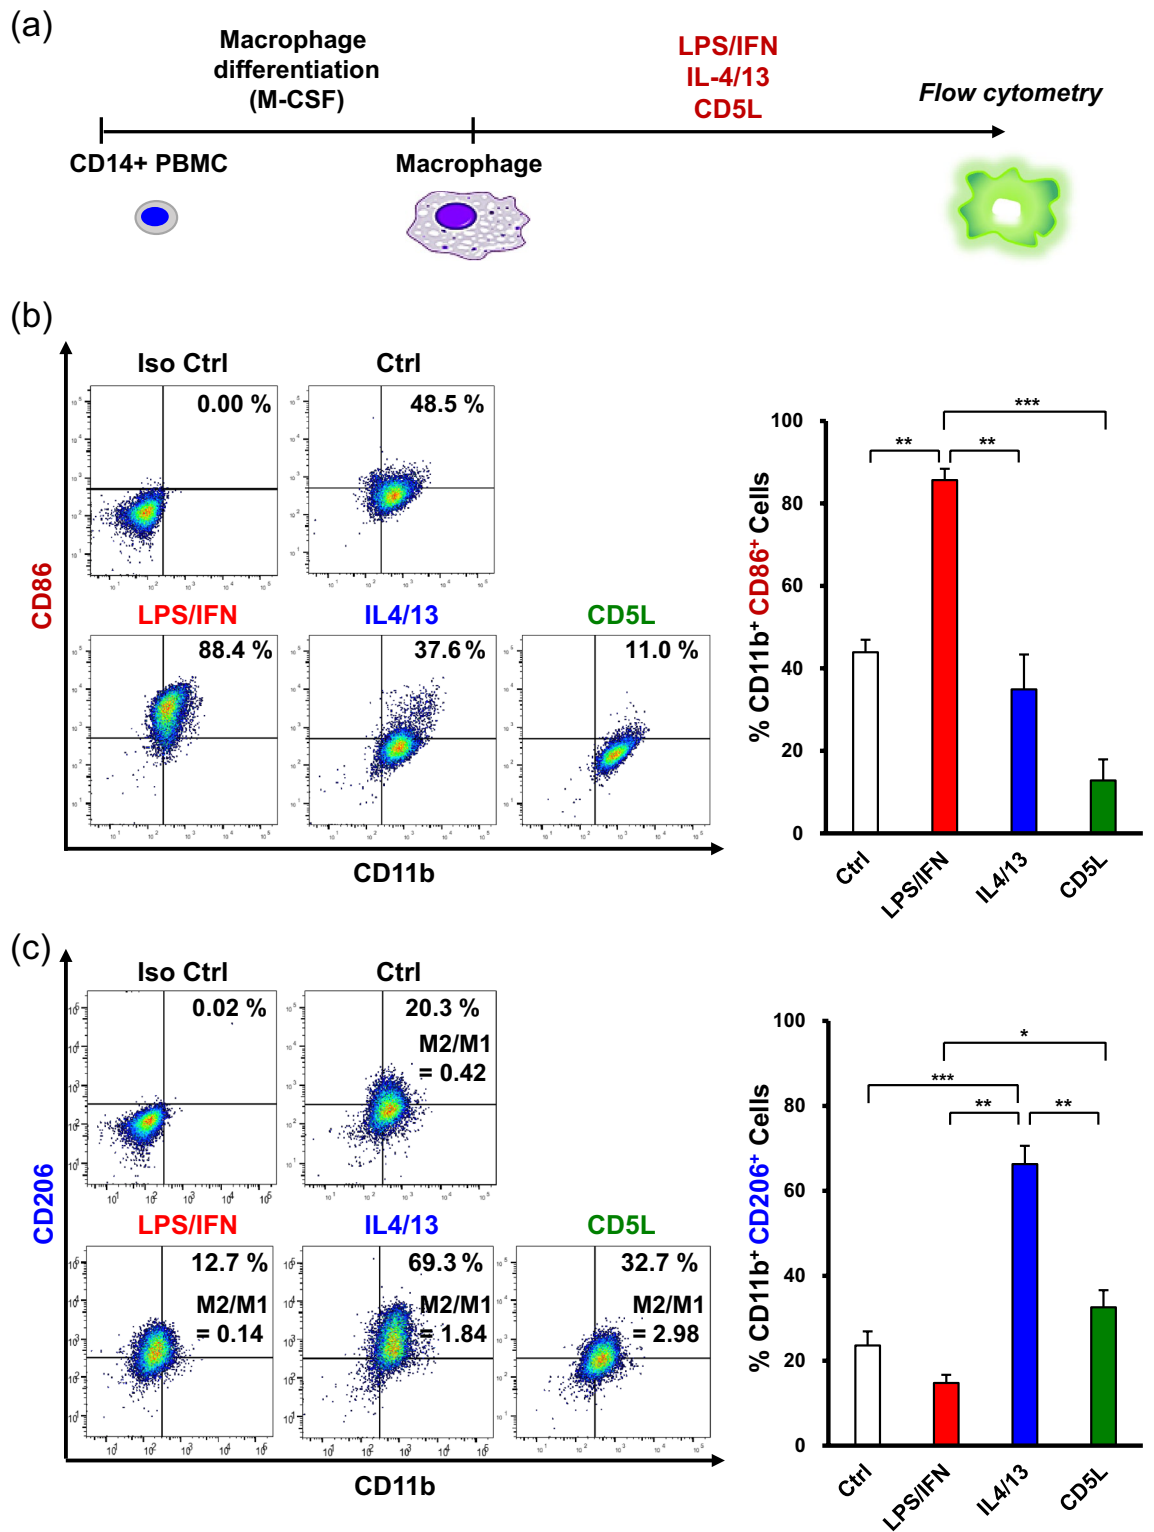 (a)
Macrophage
differentiation
(M-CSF)
LPS/IFN
IL-4/13
CD5L
Flow cytometry
CD14+ PBMC
Macrophage
(b)
Iso Ctrl
Ctrl
0.00 %
48.5 %
LPS/IFN
IL4/13
CD5L
88.4 %
37.6 %
11.0 %
CD86
CD11b
% CD11b+ CD86+ Cells
100
80
60
40
20
0
***
**
**
Ctrl
LPS/IFN
IL4/13
CD5L
(c)
Iso Ctrl
Ctrl
0.02 %
20.3 %
M2/M1
= 0.42
LPS/IFN
IL4/13
CD5L
12.7 %
M2/M1
= 0.14
69.3 %
M2/M1
= 1.84
32.7 %
M2/M1
= 2.98
CD206
CD11b
% CD11b+ CD206+ Cells
100
80
60
40
20
0
*
***
**
**
Ctrl
LPS/IFN
IL4/13
CD5L